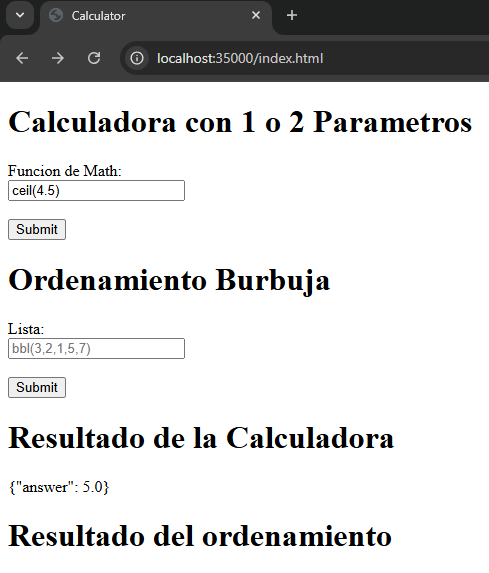 Calculator
localhost:35000/index.html
Calculadora con 1 o 2 Parametros
Funcion de Math:
ceil(4.5)
Submit
Ordenamiento Burbuja
Lista:
bbl(3,2,1,5,7)
Submit
Resultado de la Calculadora
{"answer": 5.0}
Resultado del ordenamiento